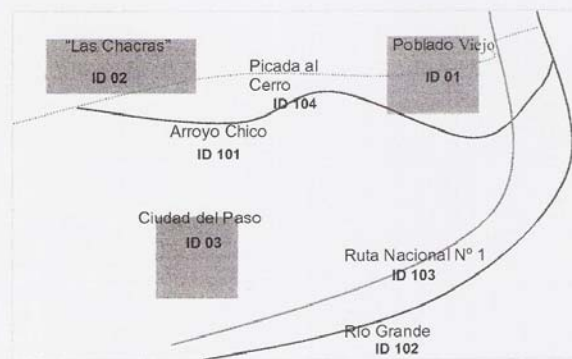 "Las Chacras"
ID 02
Picada al
Cerro
ID 104
Poblado Viejo
ID 01
Arroyo Chico
ID 101
Ciudad del Paso
ID 03
Ruta Nacional Nº 1
ID 103
Río Grande
ID 102